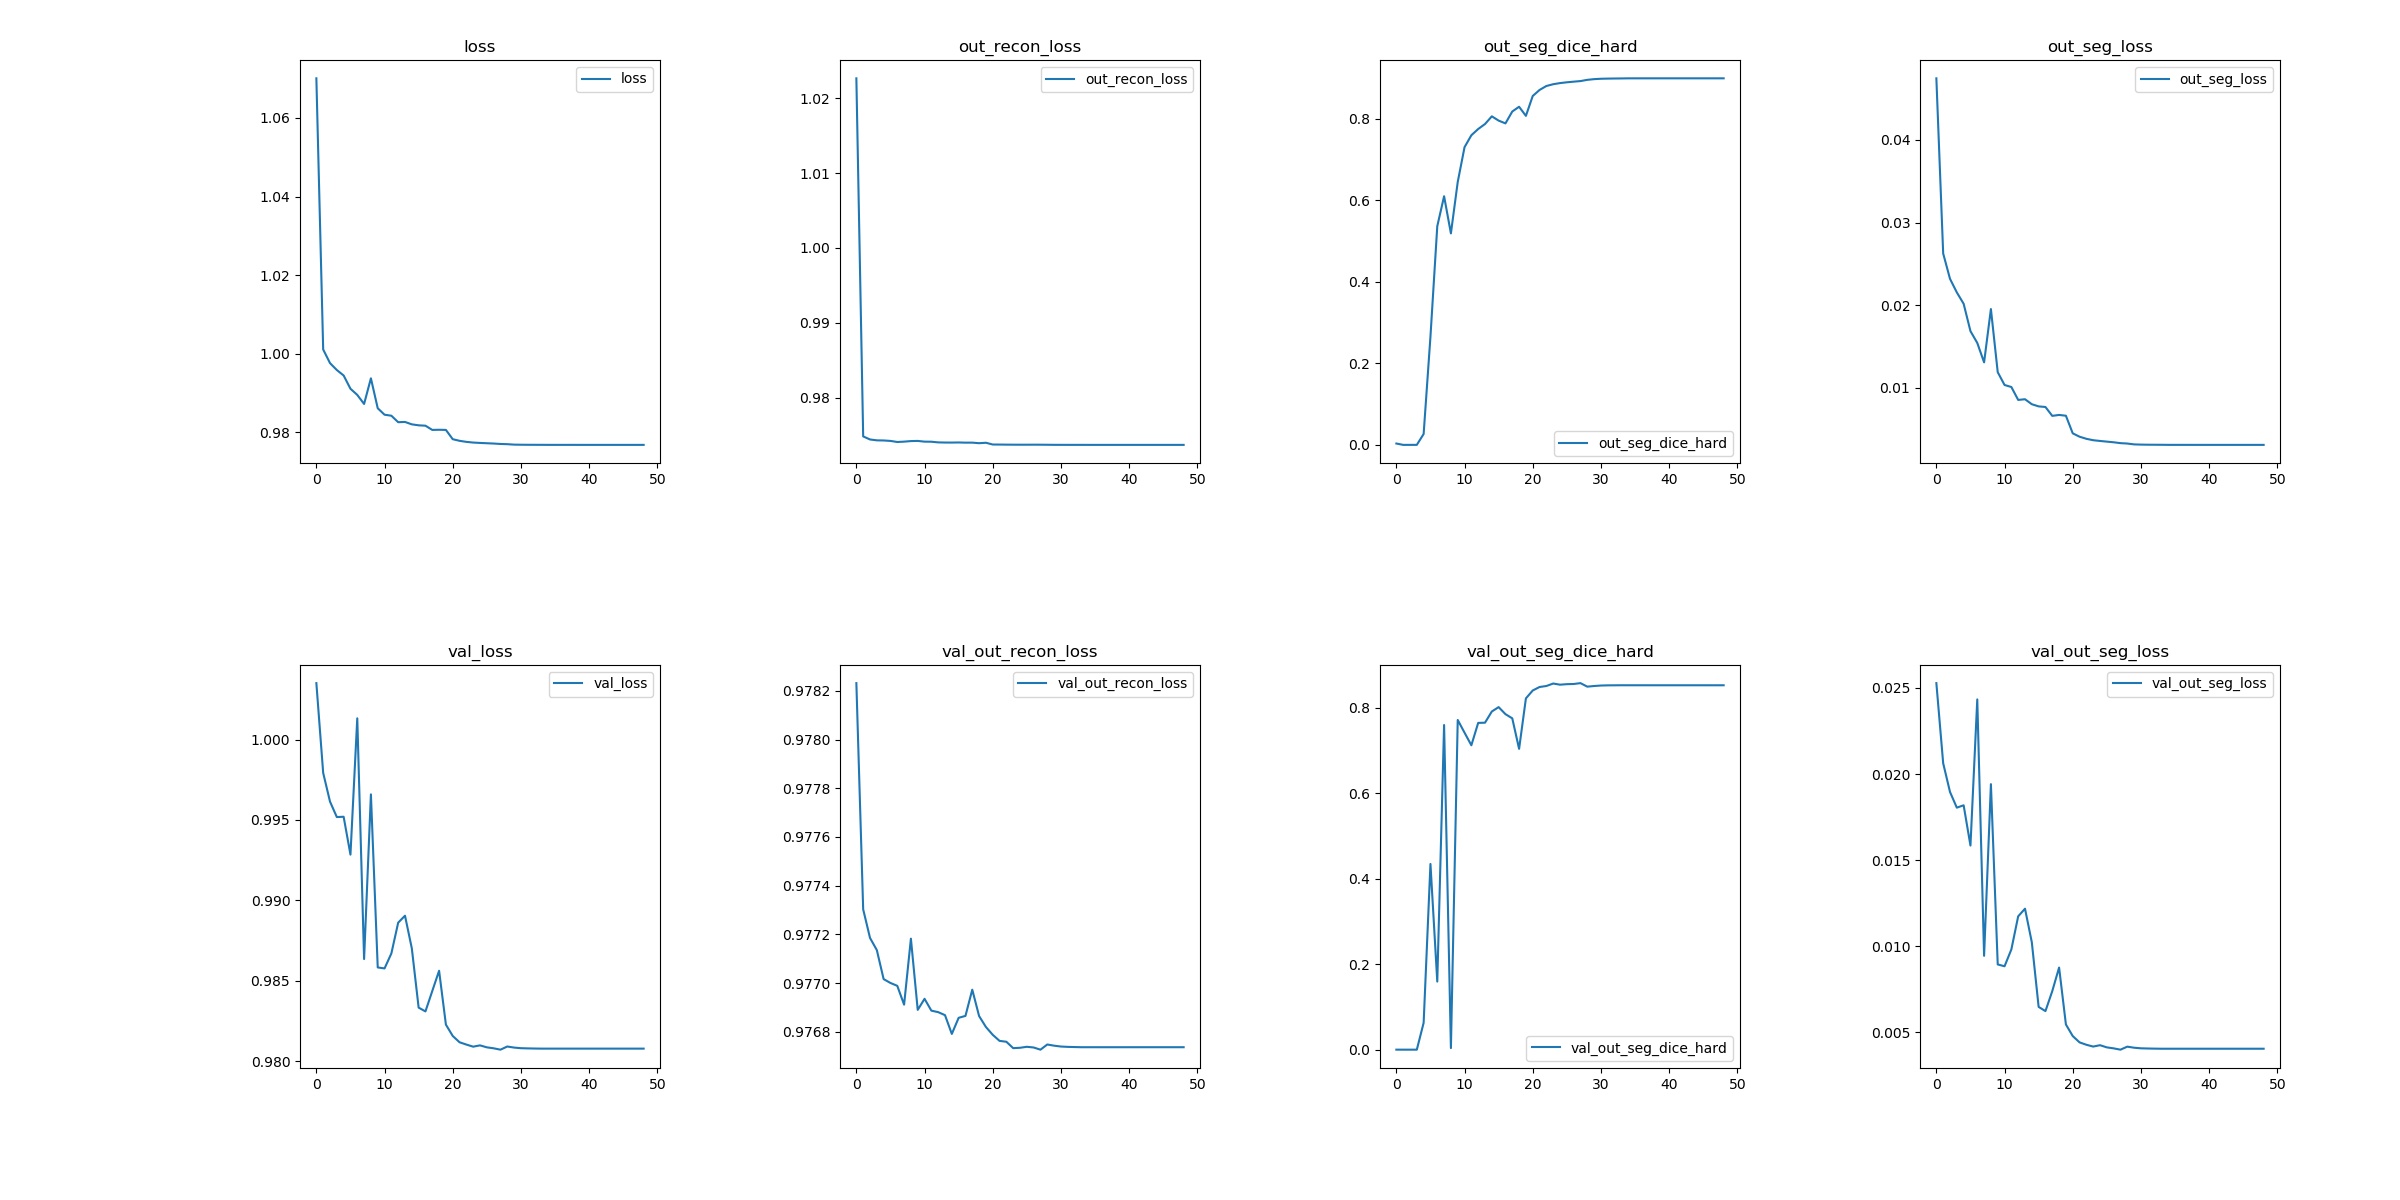 loss
loss
1.06
1.04
1.02
1.00
0.98
0 10 20 30 40 50
out_recon_loss
out_recon_loss
1.02
1.01
1.00
0.99
0.98
0 10 20 30 40 50
out_seg_dice_hard
0.8
0.6
0.4
0.2
0.0
out_seg_dice_hard
0 10 20 30 40 50
out_seg_loss
out_seg_loss
0.04
0.03
0.02
0.01
0 10 20 30 40 50
val_loss
val_loss
1.000
0.995
0.990
0.985
0.980
0 10 20 30 40 50
val_out_recon_loss
val_out_recon_loss
0.9782
0.9780
0.9778
0.9776
0.9774
0.9772
0.9770
0.9768
0 10 20 30 40 50
val_out_seg_dice_hard
0.8
0.6
0.4
0.2
0.0
val_out_seg_dice_hard
0 10 20 30 40 50
val_out_seg_loss
val_out_seg_loss
0.025
0.020
0.015
0.010
0.005
0 10 20 30 40 50